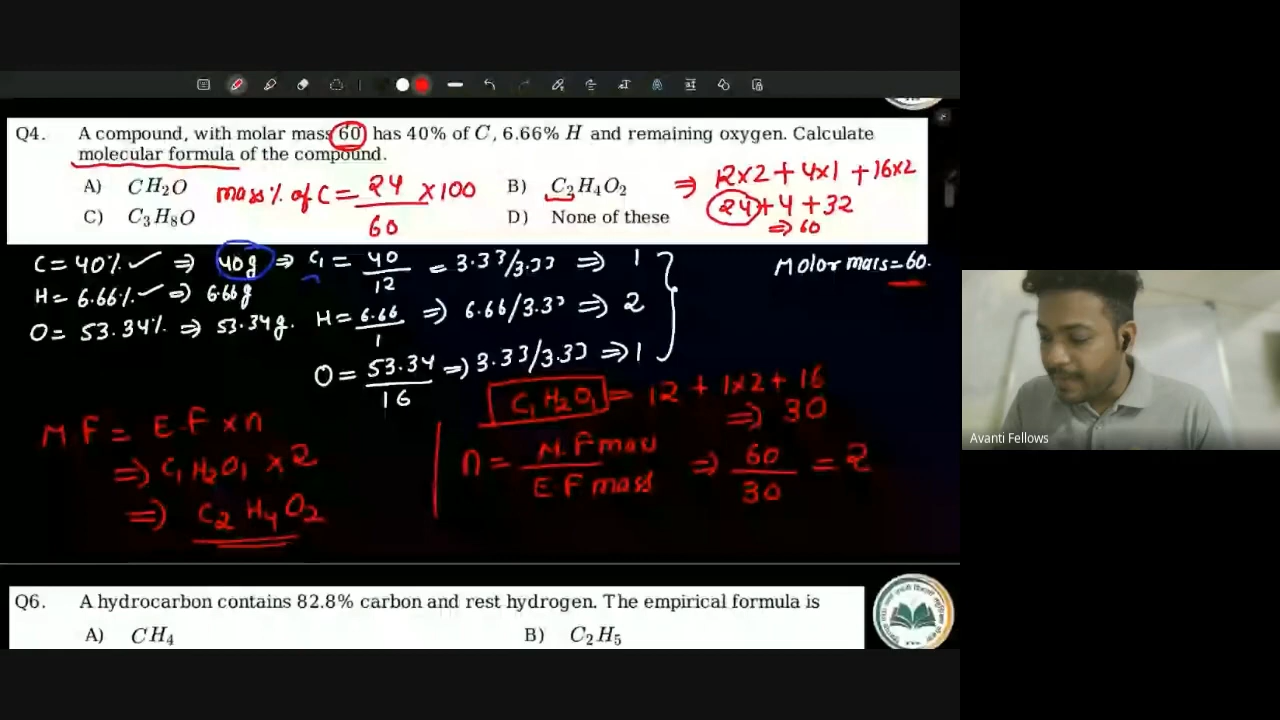 Q4. A compound, with molar mass 60 has 40% of C, 6.66% H and remaining oxygen. Calculate
molecular formula of the compound.
A) CH₂O
B) C₂H₄O₂
C) C₃H₈O
D) None of these
mass % of C = 24/60 × 100
⇒ 12×2 + 4×1 + 16×2
24 + 4 + 32
⇒ 60
C = 40% ✓ ⇒ 40g ⇒ C₁ = 40/12 = 3.33/3.33 ⇒ 1
Molar mass = 60.
H = 6.66% ✓ ⇒ 6.66g
H = 6.66/1 ⇒ 6.66/3.33 ⇒ 2
O = 53.34% ⇒ 53.34g.
O = 53.34/16 ⇒ 3.33/3.33 ⇒ 1
C₁H₂O₁ = 12 + 1×2 + 16
⇒ 30
MF = E.F × n
⇒ C₁H₂O₁ × 2
⇒ C₂H₄O₂
n = M.F mass/E F mass ⇒ 60/30 = 2
Avanti Fellows
Q6. A hydrocarbon contains 82.8% carbon and rest hydrogen. The empirical formula is
A) CH₄
B) C₂H₅